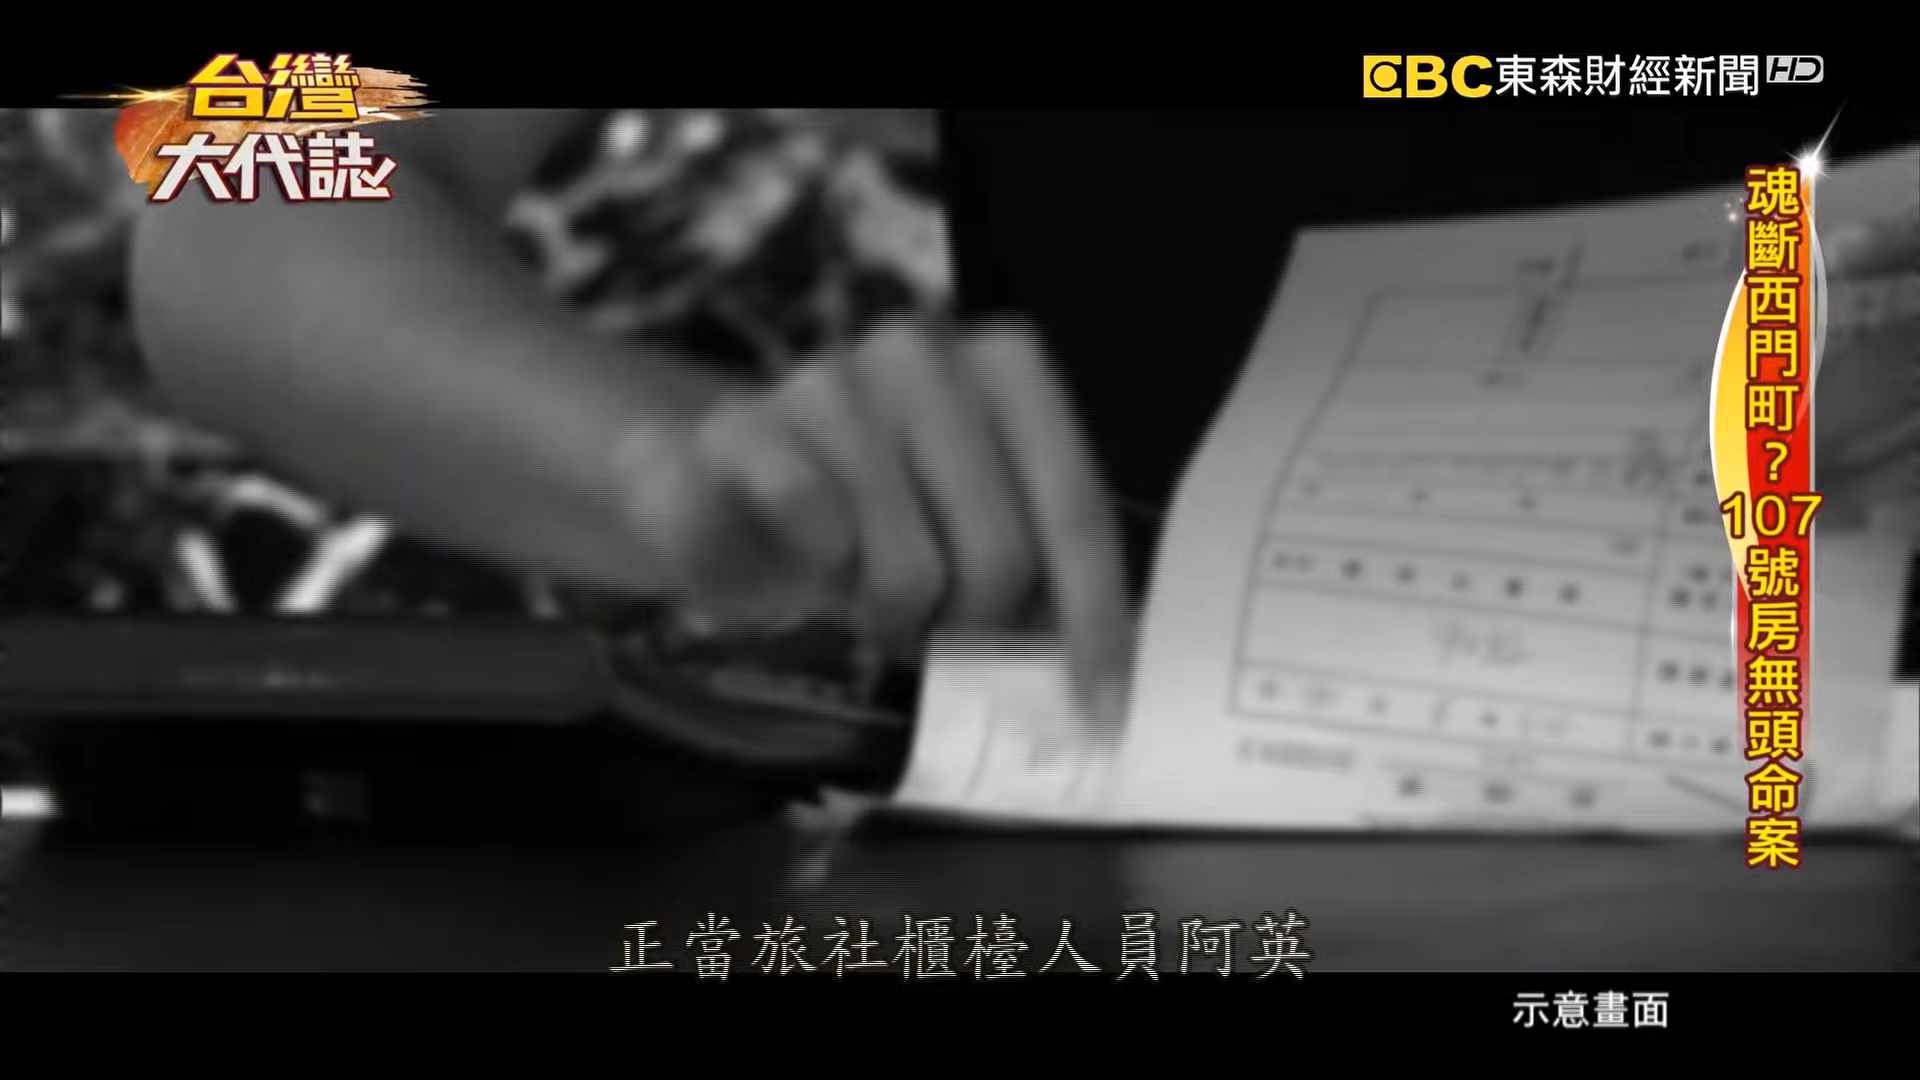 台灣
大代誌
EBC東森財經新聞HD
魂斷西門町？107號房無頭命案
正當旅社櫃檯人員阿英
示意畫面